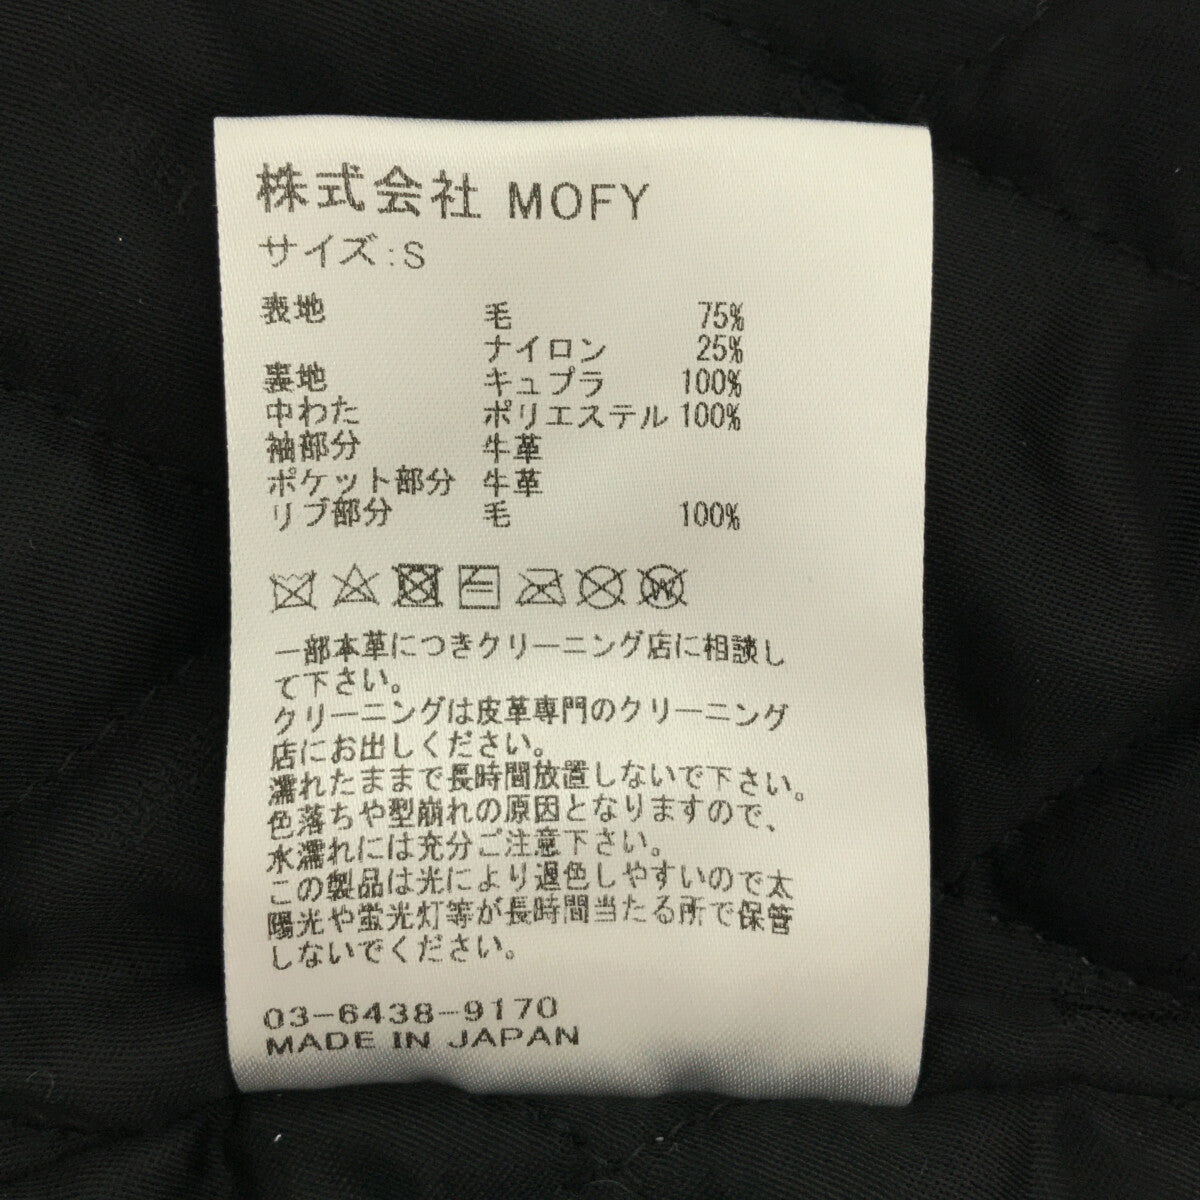 株式会社 MOFY
サイズ:S
表地 毛 75%
ナイロン 25%
裏地 キュプラ 100%
中わた ポリエステル 100%
袖部分 牛革
ポケット部分 牛革
リブ部分 毛 100%
W
一部本革につきクリーニング店に相談し
て下さい。
クリーニングは皮革専門のクリーニング
店にお出しください。
濡れたままで長時間放置しないで下さい。
色落ちや型崩れの原因となりますので、
水濡れには充分ご注意下さい。
この製品は光により退色しやすいので太
陽光や蛍光灯等が長時間当たる所で保管
しないでください。
03-6438-9170
MADE IN JAPAN